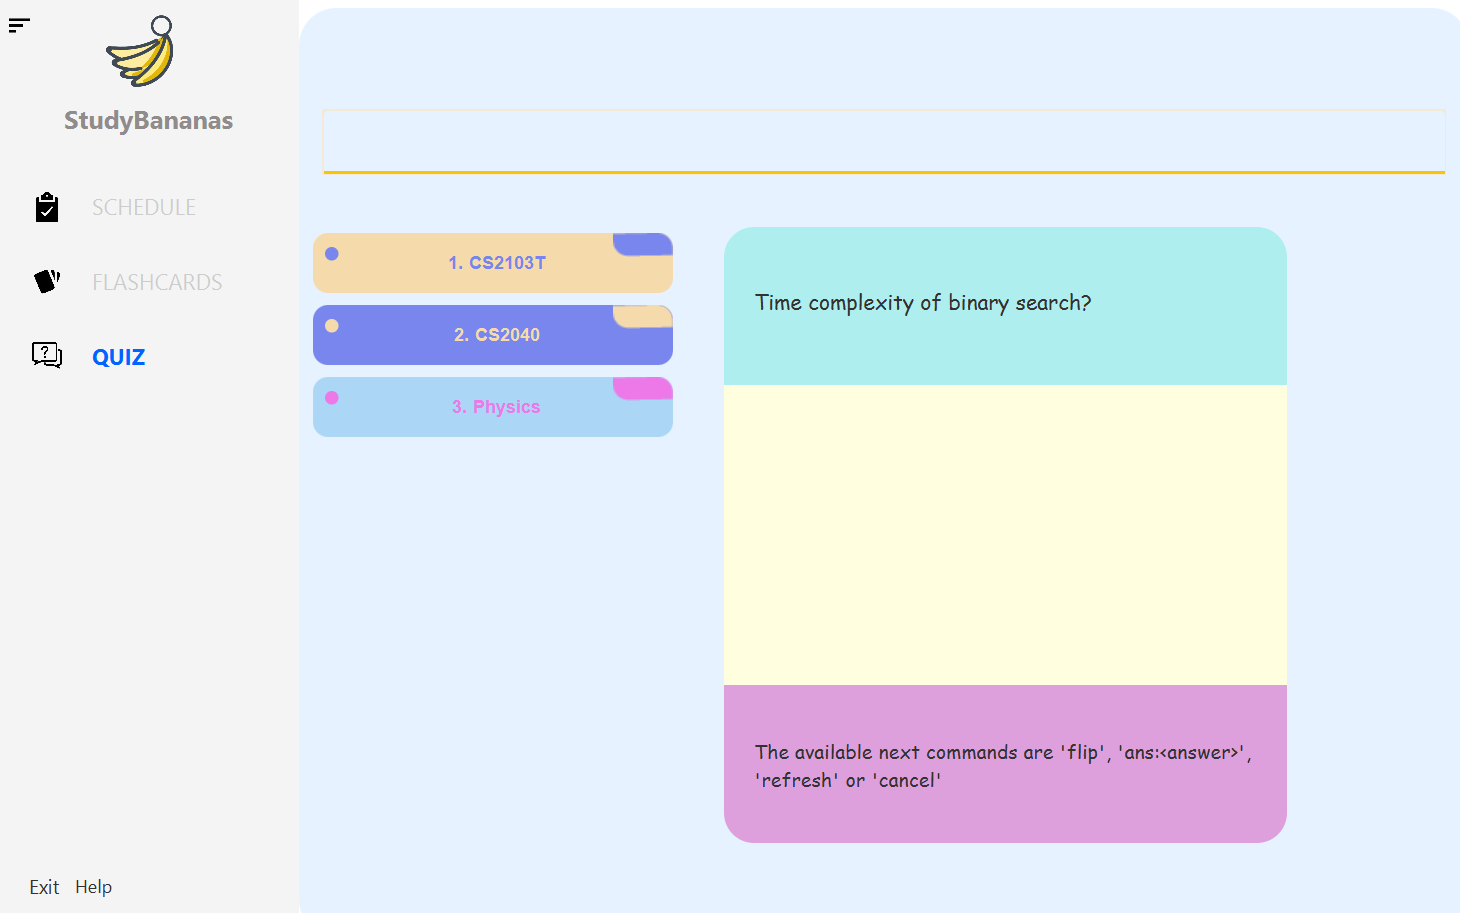 StudyBananas
SCHEDULE
FLASHCARDS
QUIZ
1. CS2103T
2. CS2040
3. Physics
Time complexity of binary search?
The available next commands are 'flip', 'ans:<answer>',
'refresh' or 'cancel'
Exit Help